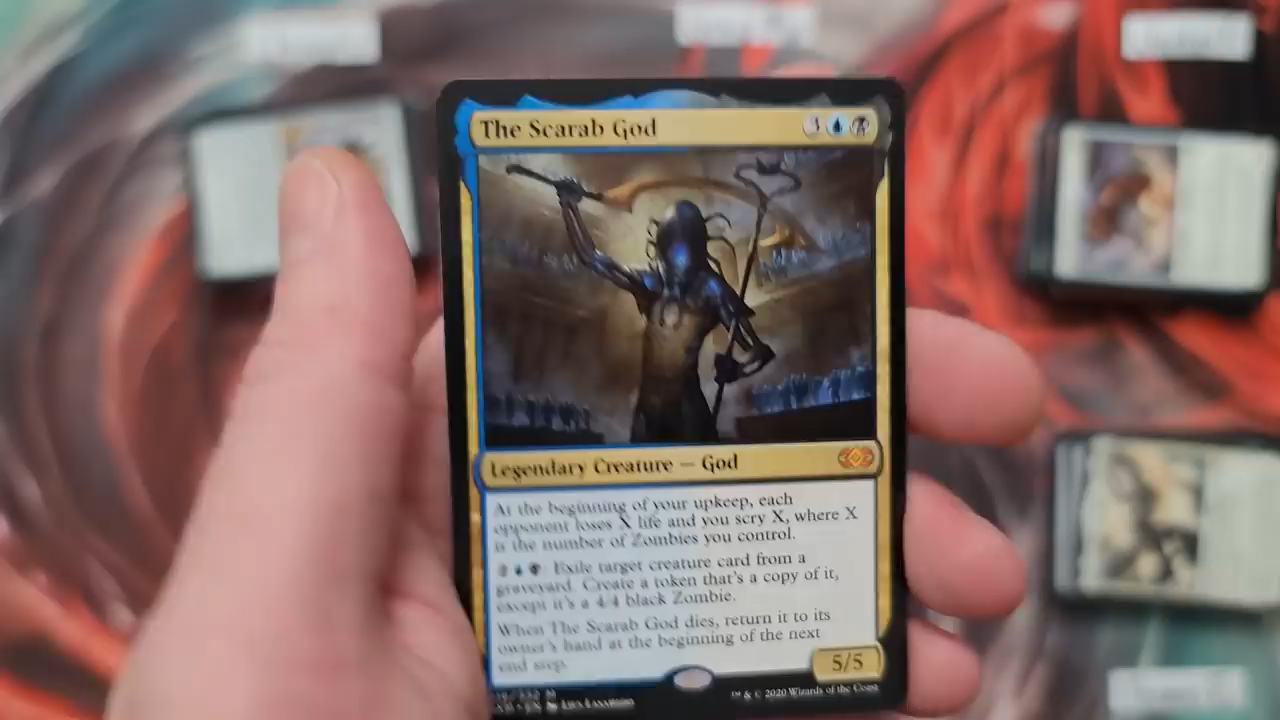 The Scarab God
3
Legendary Creature — God
At the beginning of your upkeep, each
opponent loses X life and you scry X, where X
is the number of Zombies you control.
2 Exile target creature card from a
graveyard. Create a token that's a copy of it,
except it's a 4/4 black Zombie.
When The Scarab God dies, return it to its
owner's hand at the beginning of the next
end step.
5/5
™ & © 2020 Wizards of the Coast